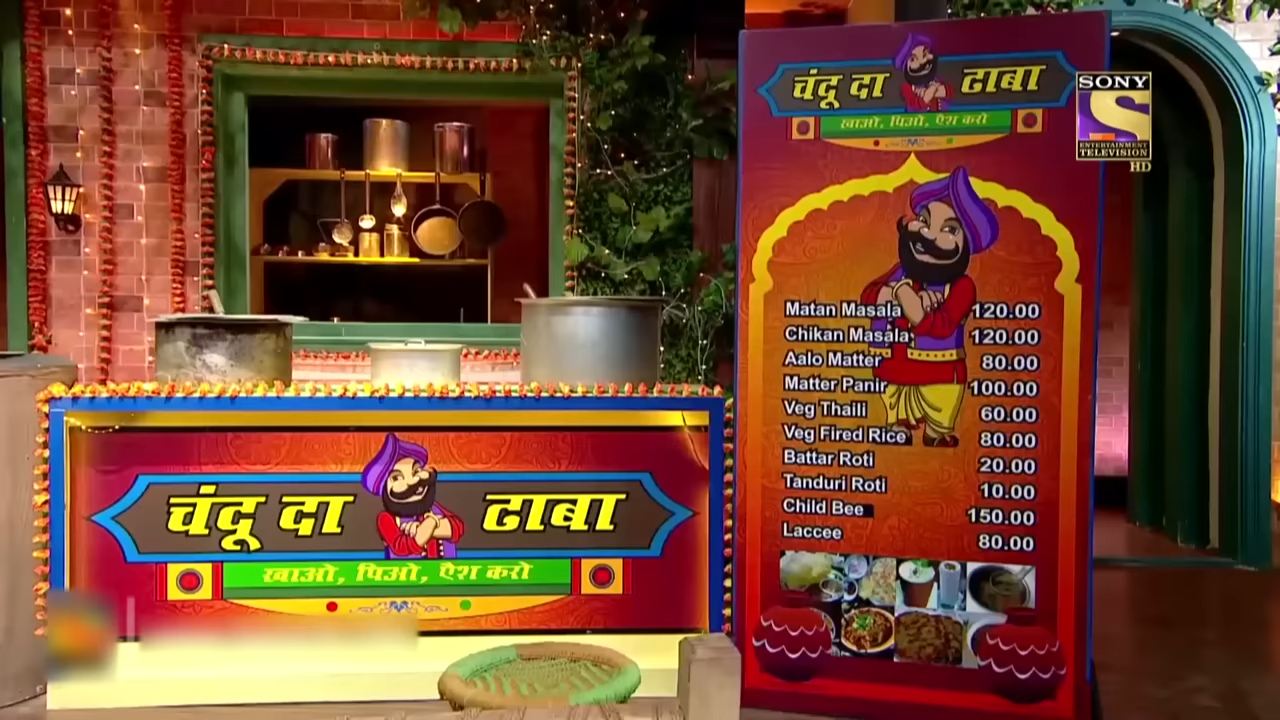 चंदू दा ढाबा
खाओ, पिओ, ऐश करो
SONY
S
ENTERTAINMENT
TELEVISION
HD
Matan Masala 120.00
Chikan Masala 120.00
Aalo Matter 80.00
Matter Panir 100.00
Veg Thaili 60.00
Veg Fired Rice 80.00
Battar Roti 20.00
Tanduri Roti 10.00
Child Bee 150.00
Laccee 80.00
चंदू दा ढाबा
खाओ, पिओ, ऐश करो